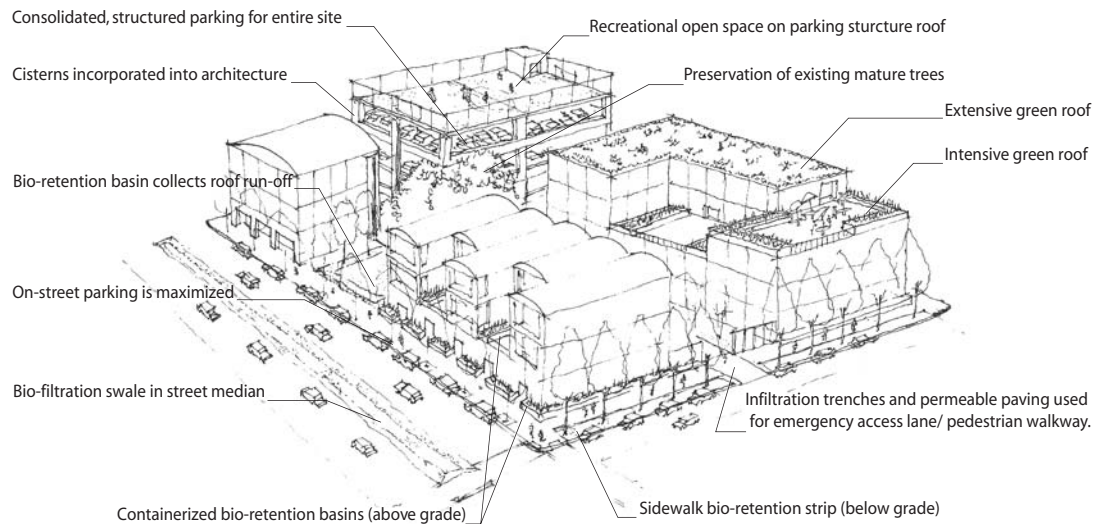 Consolidated, structured parking for entire site
Recreational open space on parking sturcture roof
Cisterns incorporated into architecture
Preservation of existing mature trees
Extensive green roof
Intensive green roof
Bio-retention basin collects roof run-off
On-street parking is maximized
Bio-filtration swale in street median
Infiltration trenches and permeable paving used
for emergency access lane/ pedestrian walkway.
Containerized bio-retention basins (above grade)
Sidewalk bio-retention strip (below grade)